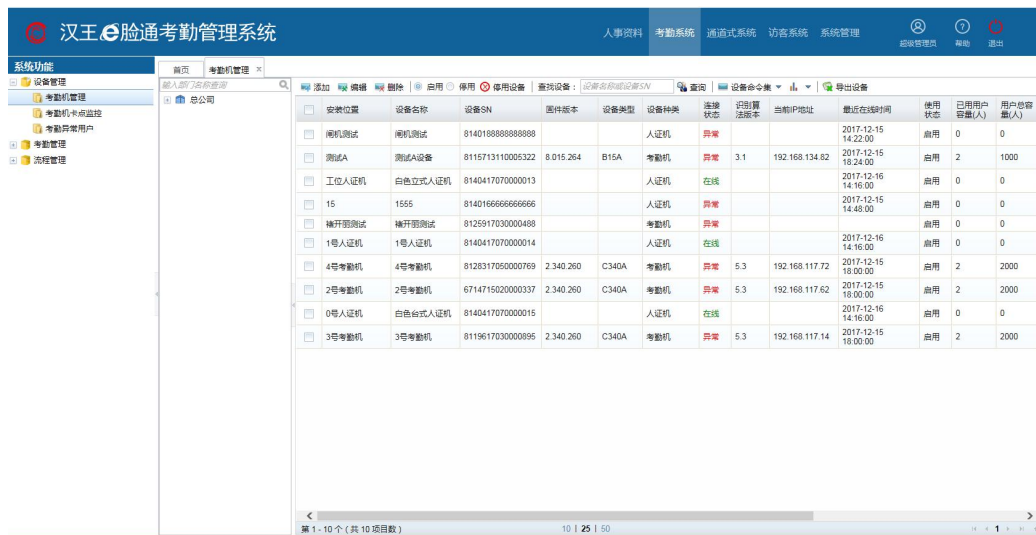 汉王e脸通考勤管理系统
人事资料 考勤系统 通道式系统 访客系统 系统管理 超级管理员 帮助 退出
系统功能
设备管理
考勤机管理
考勤机卡点监控
考勤异常用户
考勤管理
流程管理
首页 考勤机管理 ×
输入部门名称查询
总公司
添加 编辑 删除 启用 停用 停用设备 查找设备： 设备名称或设备SN 查询 设备命令集 导出设备
安装位置 设备名称 设备SN 固件版本 设备类型 设备种类 连接状态 识别算法版本 当前IP地址 最近在线时间 使用状态 已用用户容量(人) 用户总容量(人)
闸机测试 闸机测试 8140188888888888 人证机 异常 2017-12-15 14:22:00 启用 0 0
测试A 测试A设备 8115713110005322 8.015.264 B15A 考勤机 异常 3.1 192.168.134.82 2017-12-15 18:24:00 启用 2 1000
工位人证机 白色立式人证机 8140417070000013 人证机 在线 2017-12-16 14:16:00 启用 0 0
15 1555 8140166666666666 人证机 异常 2017-12-15 14:48:00 启用 0 0
褚开丽测试 褚开丽测试 8125917030000488 考勤机 异常 启用 0 0
1号人证机 1号人证机 8140417070000014 人证机 在线 2017-12-16 14:16:00 启用 0 0
4号考勤机 4号考勤机 8128317050000769 2.340.260 C340A 考勤机 异常 5.3 192.168.117.72 2017-12-15 18:00:00 启用 2 2000
2号考勤机 2号考勤机 6714715020000337 2.340.260 C340A 考勤机 异常 5.3 192.168.117.62 2017-12-15 18:00:00 启用 2 2000
0号人证机 白色台式人证机 8140417070000015 人证机 在线 2017-12-16 14:16:00 启用 0 0
3号考勤机 3号考勤机 8119617030000895 2.340.260 C340A 考勤机 异常 5.3 192.168.117.14 2017-12-15 18:00:00 启用 2 2000
第 1 - 10 个 ( 共 10 项目数 ) 10 | 25 | 50 1